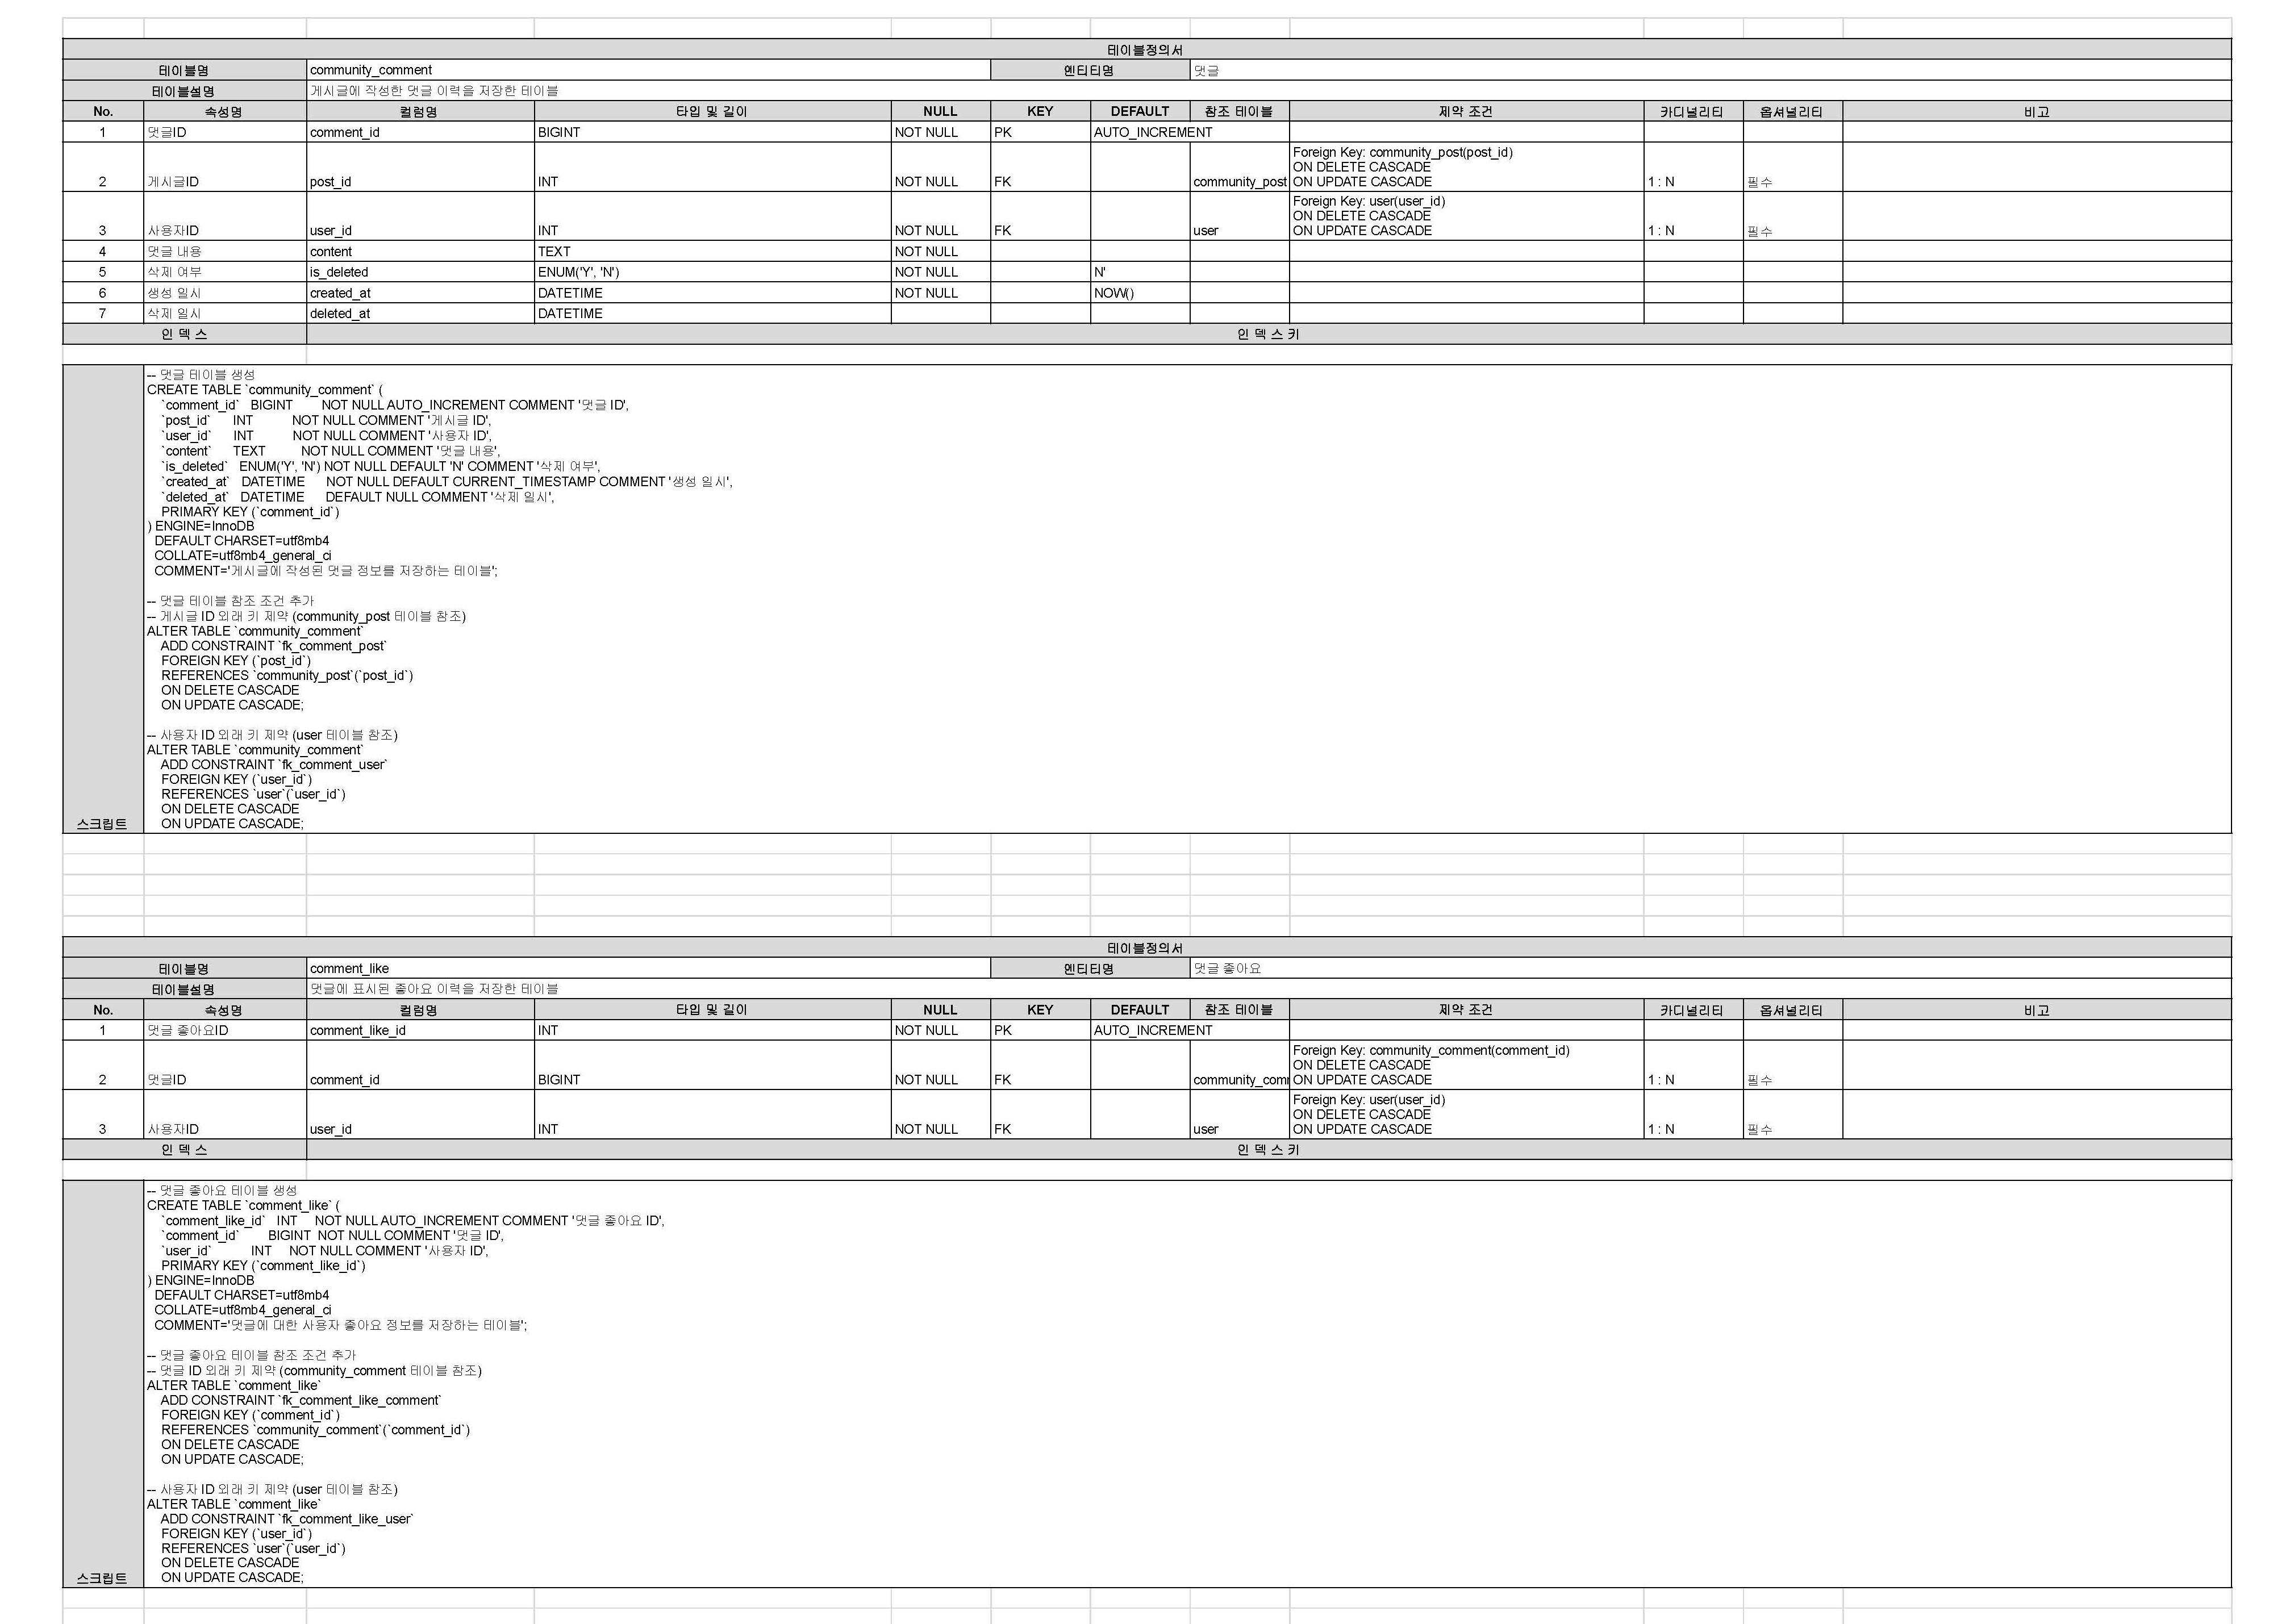 테이블정의서
테이블명 community_comment 엔티티명 댓글
테이블설명 게시글에 작성한 댓글 이력을 저장한 테이블
No. 속성명 컬럼명 타입 및 길이 NULL KEY DEFAULT 참조 테이블 제약 조건 카디널리티 옵셔널리티 비고
1 댓글ID comment_id BIGINT NOT NULL PK AUTO_INCREMENT
Foreign Key: community_post(post_id)
ON DELETE CASCADE
2 게시글ID post_id INT NOT NULL FK community_post ON UPDATE CASCADE 1 : N 필수
Foreign Key: user(user_id)
ON DELETE CASCADE
3 사용자ID user_id INT NOT NULL FK user ON UPDATE CASCADE 1 : N 필수
4 댓글 내용 content TEXT NOT NULL
5 삭제 여부 is_deleted ENUM('Y', 'N') NOT NULL N'
6 생성 일시 created_at DATETIME NOT NULL NOW()
7 삭제 일시 deleted_at DATETIME
인 덱 스 인 덱 스 키
-- 댓글 테이블 생성
CREATE TABLE `community_comment` (
`comment_id` BIGINT NOT NULL AUTO_INCREMENT COMMENT '댓글 ID',
`post_id` INT NOT NULL COMMENT '게시글 ID',
`user_id` INT NOT NULL COMMENT '사용자 ID',
`content` TEXT NOT NULL COMMENT '댓글 내용',
`is_deleted` ENUM('Y', 'N') NOT NULL DEFAULT 'N' COMMENT '삭제 여부',
`created_at` DATETIME NOT NULL DEFAULT CURRENT_TIMESTAMP COMMENT '생성 일시',
`deleted_at` DATETIME DEFAULT NULL COMMENT '삭제 일시',
PRIMARY KEY (`comment_id`)
) ENGINE=InnoDB
DEFAULT CHARSET=utf8mb4
COLLATE=utf8mb4_general_ci
COMMENT='게시글에 작성된 댓글 정보를 저장하는 테이블';
-- 댓글 테이블 참조 조건 추가
-- 게시글 ID 외래 키 제약 (community_post 테이블 참조)
ALTER TABLE `community_comment`
ADD CONSTRAINT `fk_comment_post`
FOREIGN KEY (`post_id`)
REFERENCES `community_post`(`post_id`)
ON DELETE CASCADE
ON UPDATE CASCADE;
-- 사용자 ID 외래 키 제약 (user 테이블 참조)
ALTER TABLE `community_comment`
ADD CONSTRAINT `fk_comment_user`
FOREIGN KEY (`user_id`)
REFERENCES `user`(`user_id`)
ON DELETE CASCADE
스크립트 ON UPDATE CASCADE;
테이블정의서
테이블명 comment_like 엔티티명 댓글 좋아요
테이블설명 댓글에 표시된 좋아요 이력을 저장한 테이블
No. 속성명 컬럼명 타입 및 길이 NULL KEY DEFAULT 참조 테이블 제약 조건 카디널리티 옵셔널리티 비고
1 댓글 좋아요ID comment_like_id INT NOT NULL PK AUTO_INCREMENT
Foreign Key: community_comment(comment_id)
ON DELETE CASCADE
2 댓글ID comment_id BIGINT NOT NULL FK ON UPDATE CASCADE 1 : N 필수
Foreign Key: user(user_id)
ON DELETE CASCADE
3 사용자ID user_id INT NOT NULL FK user ON UPDATE CASCADE 1 : N 필수
인 덱 스 인 덱 스 키
-- 댓글 좋아요 테이블 생성
CREATE TABLE `comment_like` (
`comment_like_id` INT NOT NULL AUTO_INCREMENT COMMENT '댓글 좋아요 ID',
`comment_id` BIGINT NOT NULL COMMENT '댓글 ID',
`user_id` INT NOT NULL COMMENT '사용자 ID',
PRIMARY KEY (`comment_like_id`)
) ENGINE=InnoDB
DEFAULT CHARSET=utf8mb4
COLLATE=utf8mb4_general_ci
COMMENT='댓글에 대한 사용자 좋아요 정보를 저장하는 테이블';
-- 댓글 좋아요 테이블 참조 조건 추가
-- 댓글 ID 외래 키 제약 (community_comment 테이블 참조)
ALTER TABLE `comment_like`
ADD CONSTRAINT `fk_comment_like_comment`
FOREIGN KEY (`comment_id`)
REFERENCES `community_comment`(`comment_id`)
ON DELETE CASCADE
ON UPDATE CASCADE;
-- 사용자 ID 외래 키 제약 (user 테이블 참조)
ALTER TABLE `comment_like`
ADD CONSTRAINT `fk_comment_like_user`
FOREIGN KEY (`user_id`)
REFERENCES `user`(`user_id`)
ON DELETE CASCADE
스크립트 ON UPDATE CASCADE;